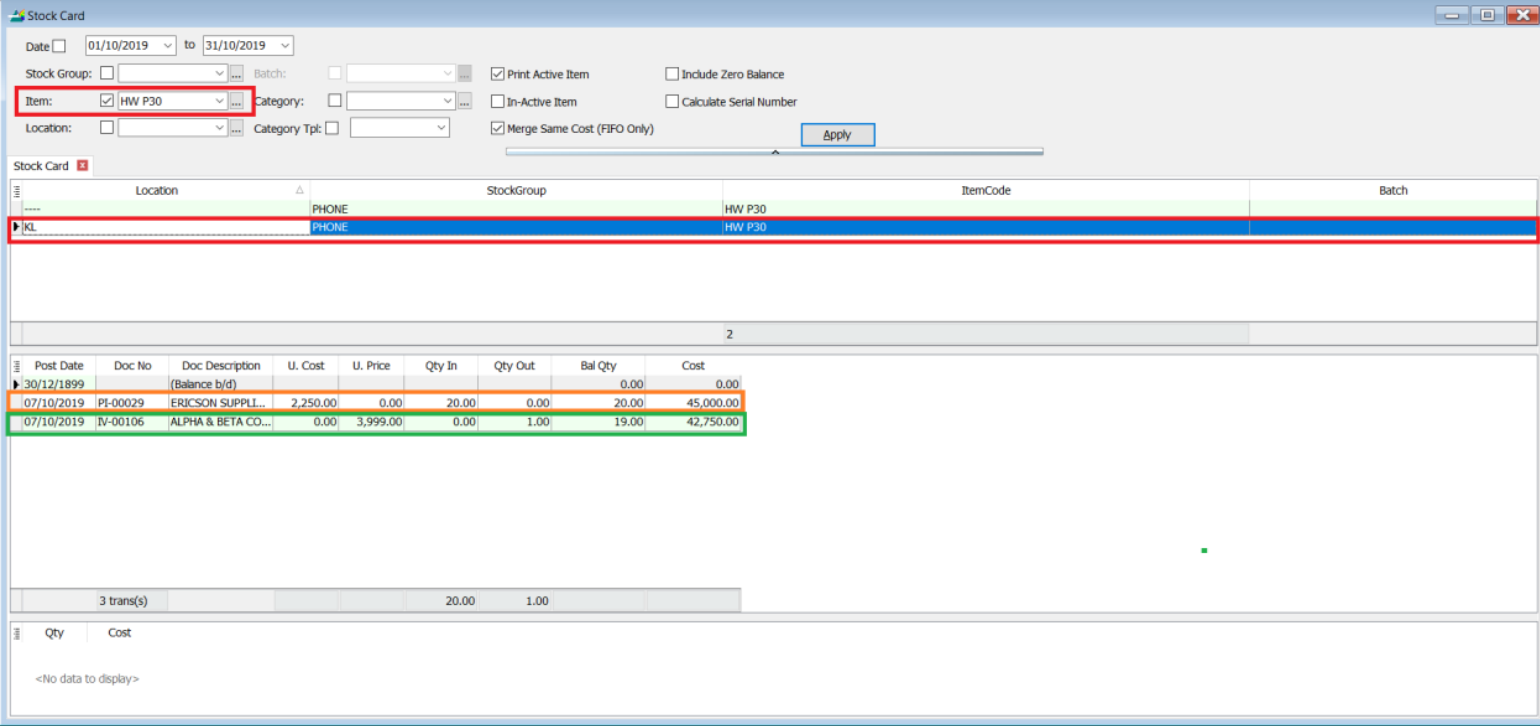 Stock Card
Date 01/10/2019 to 31/10/2019
Stock Group: ... Batch: ... Print Active Item Include Zero Balance
Item: HW P30 ... Category: ... In-Active Item Calculate Serial Number
Location: ... Category Tpl: Merge Same Cost (FIFO Only) Apply
Stock Card
Location StockGroup ItemCode Batch
---- PHONE HW P30
KL PHONE HW P30
2
Post Date Doc No Doc Description U. Cost U. Price Qty In Qty Out Bal Qty Cost
30/12/1899 (Balance b/d) 0.00 0.00
07/10/2019 PI-00029 ERICSON SUPPLI... 2,250.00 0.00 20.00 0.00 20.00 45,000.00
07/10/2019 IV-00106 ALPHA & BETA CO... 0.00 3,999.00 0.00 1.00 19.00 42,750.00
3 trans(s) 20.00 1.00
Qty Cost
<No data to display>